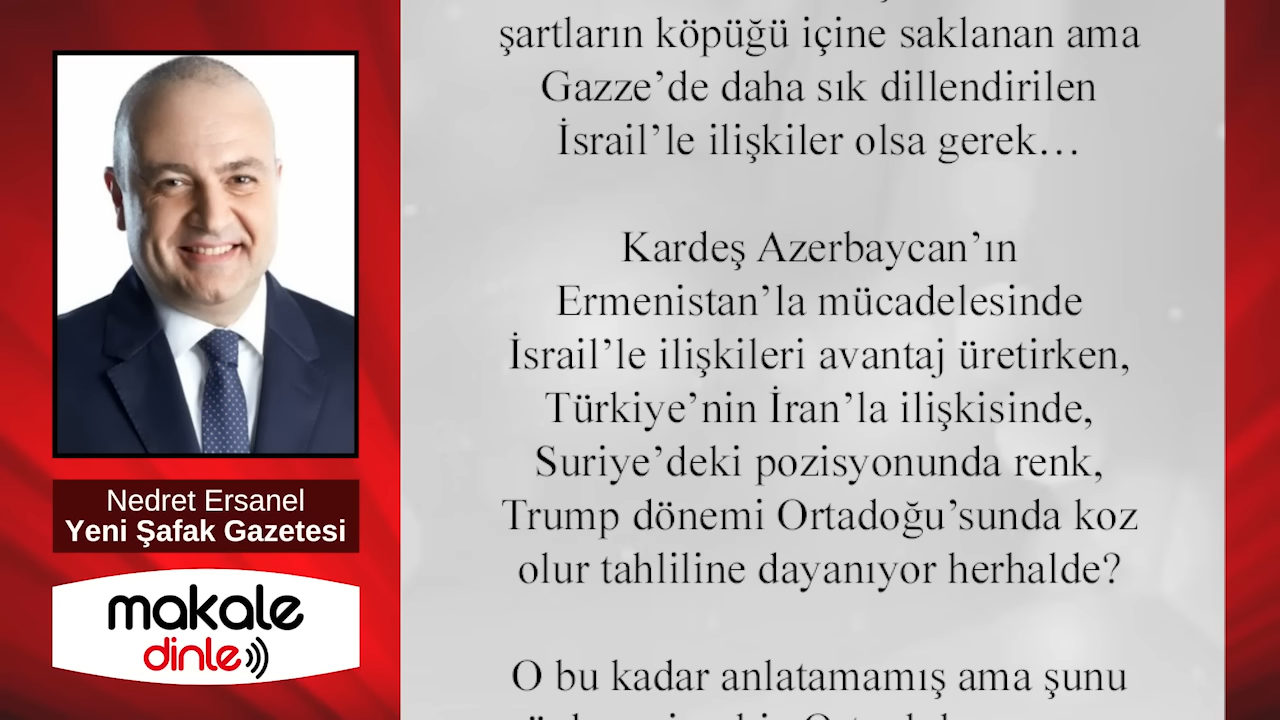 şartların köpüğü içine saklanan ama
Gazze’de daha sık dillendirilen
İsrail’le ilişkiler olsa gerek…
Kardeş Azerbaycan’ın
Ermenistan’la mücadelesinde
İsrail’le ilişkileri avantaj üretirken,
Türkiye’nin İran’la ilişkisinde,
Suriye’deki pozisyonunda renk,
Trump dönemi Ortadoğu’sunda koz
olur tahliline dayanıyor herhalde?
O bu kadar anlatamamış ama şunu
Nedret Ersanel
Yeni Şafak Gazetesi
makale
dinle